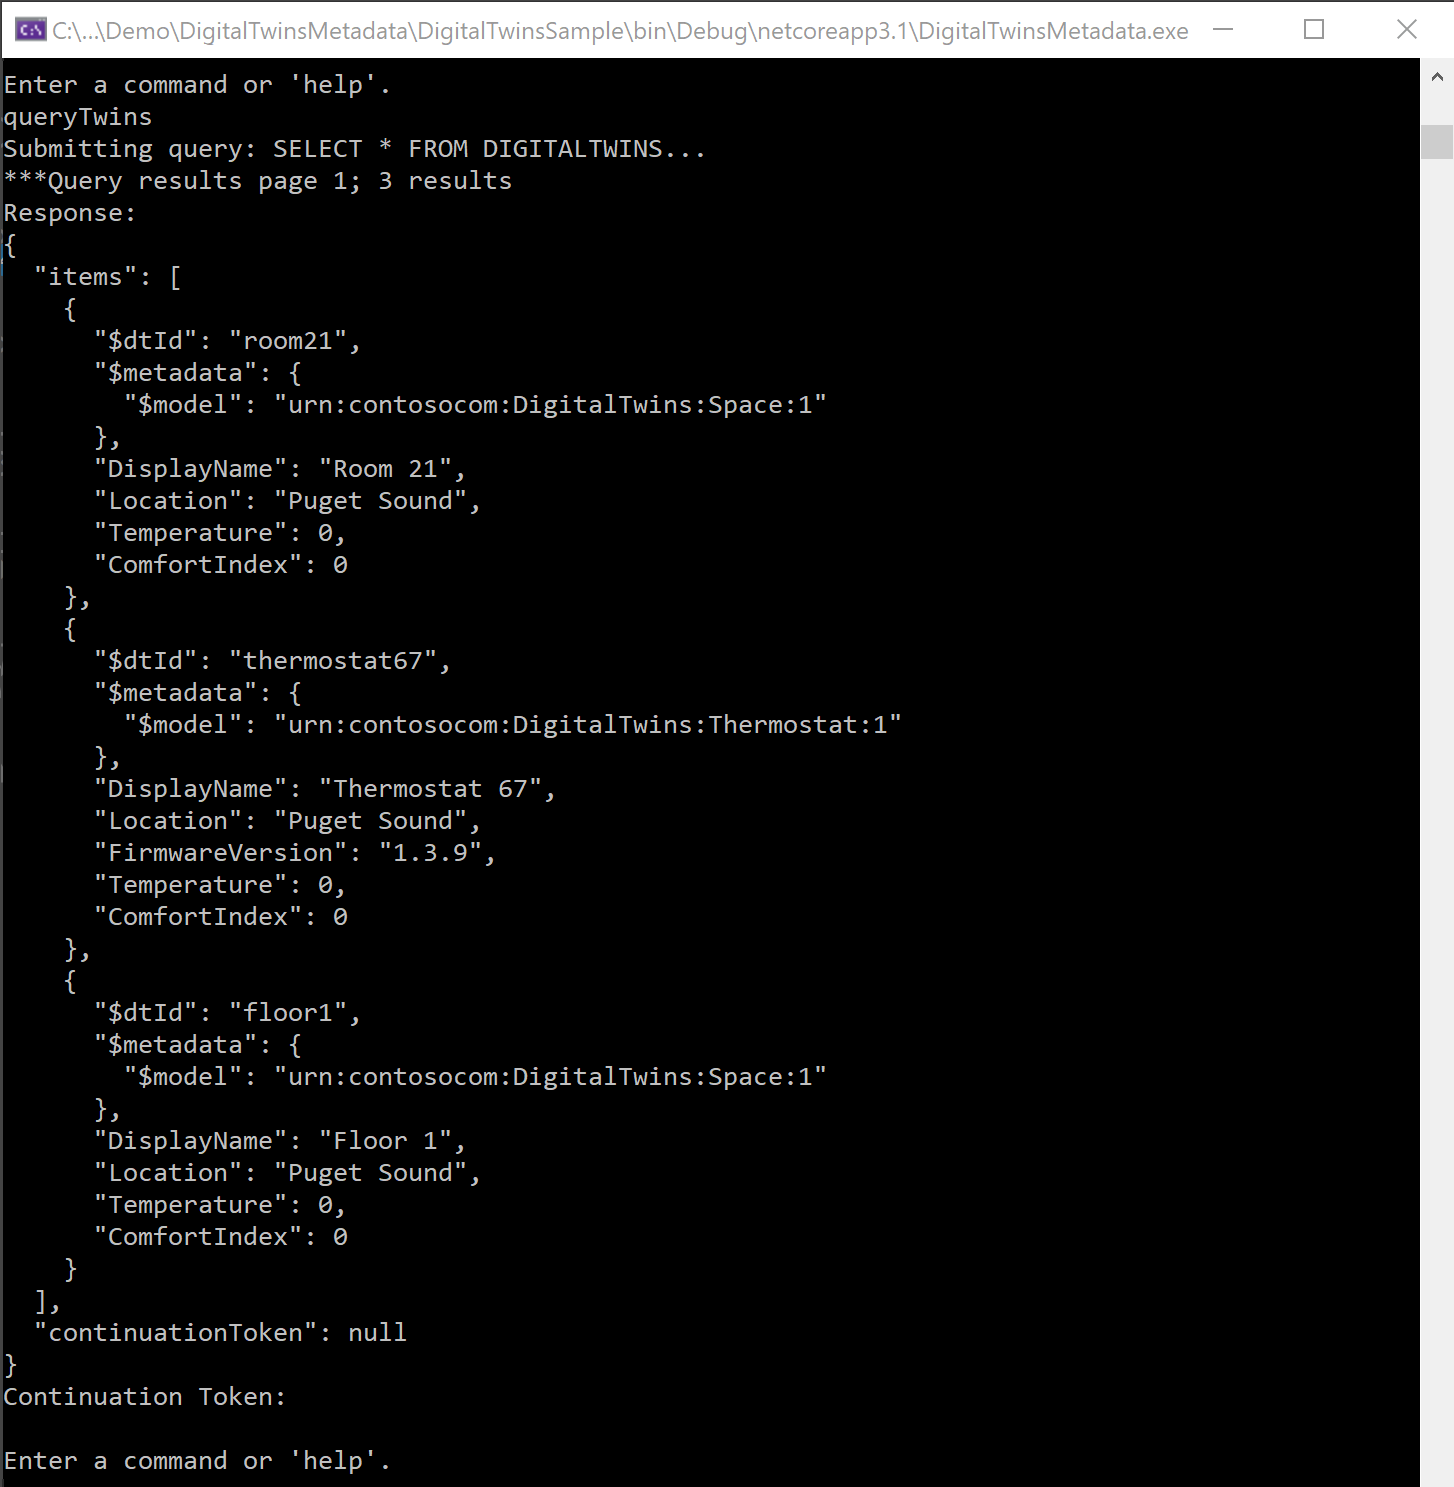 C:\...\Demo\DigitalTwinsMetadata\DigitalTwinsSample\bin\Debug\netcoreapp3.1\DigitalTwinsMetadata.exe
Enter a command or 'help'.
queryTwins
Submitting query: SELECT * FROM DIGITALTWINS...
***Query results page 1; 3 results
Response:
{
  "items": [
    {
      "$dtId": "room21",
      "$metadata": {
        "$model": "urn:contosocom:DigitalTwins:Space:1"
      },
      "DisplayName": "Room 21",
      "Location": "Puget Sound",
      "Temperature": 0,
      "ComfortIndex": 0
    },
    {
      "$dtId": "thermostat67",
      "$metadata": {
        "$model": "urn:contosocom:DigitalTwins:Thermostat:1"
      },
      "DisplayName": "Thermostat 67",
      "Location": "Puget Sound",
      "FirmwareVersion": "1.3.9",
      "Temperature": 0,
      "ComfortIndex": 0
    },
    {
      "$dtId": "floor1",
      "$metadata": {
        "$model": "urn:contosocom:DigitalTwins:Space:1"
      },
      "DisplayName": "Floor 1",
      "Location": "Puget Sound",
      "Temperature": 0,
      "ComfortIndex": 0
    }
  ],
  "continuationToken": null
}
Continuation Token:
Enter a command or 'help'.